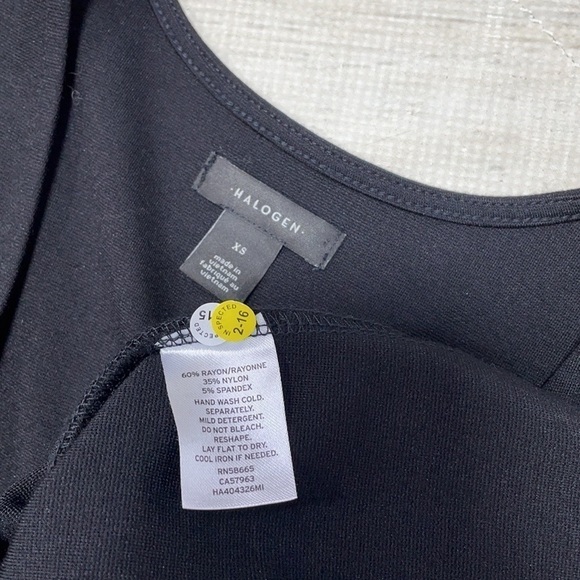 ·HALOGEN·
XS
made in
vietnam
fabriqué au
vietnam
15
INSPECTED
2-16
60% RAYON/RAYONNE
35% NYLON
5% SPANDEX
HAND WASH COLD.
SEPARATELY.
MILD DETERGENT.
DO NOT BLEACH.
RESHAPE.
LAY FLAT TO DRY.
COOL IRON IF NEEDED.
RN58665
CA57963
HA404326MI